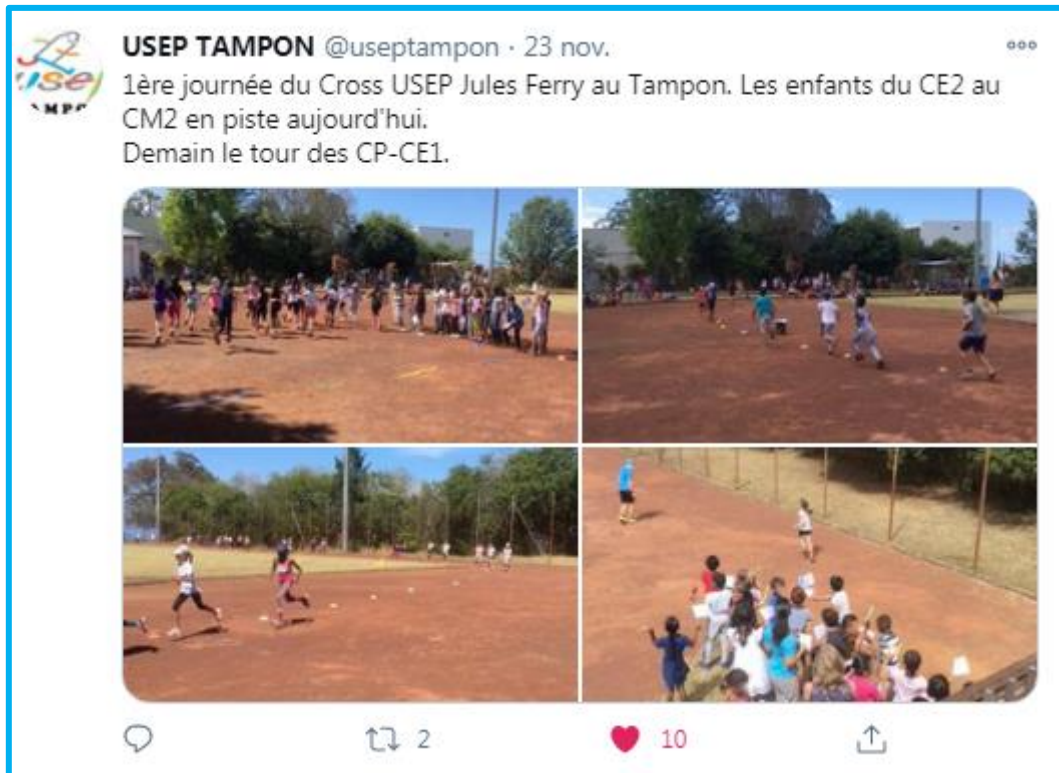 USEP TAMPON @useptampon · 23 nov.
1ère journée du Cross USEP Jules Ferry au Tampon. Les enfants du CE2 au
CM2 en piste aujourd'hui.
Demain le tour des CP-CE1.
usep
2
10